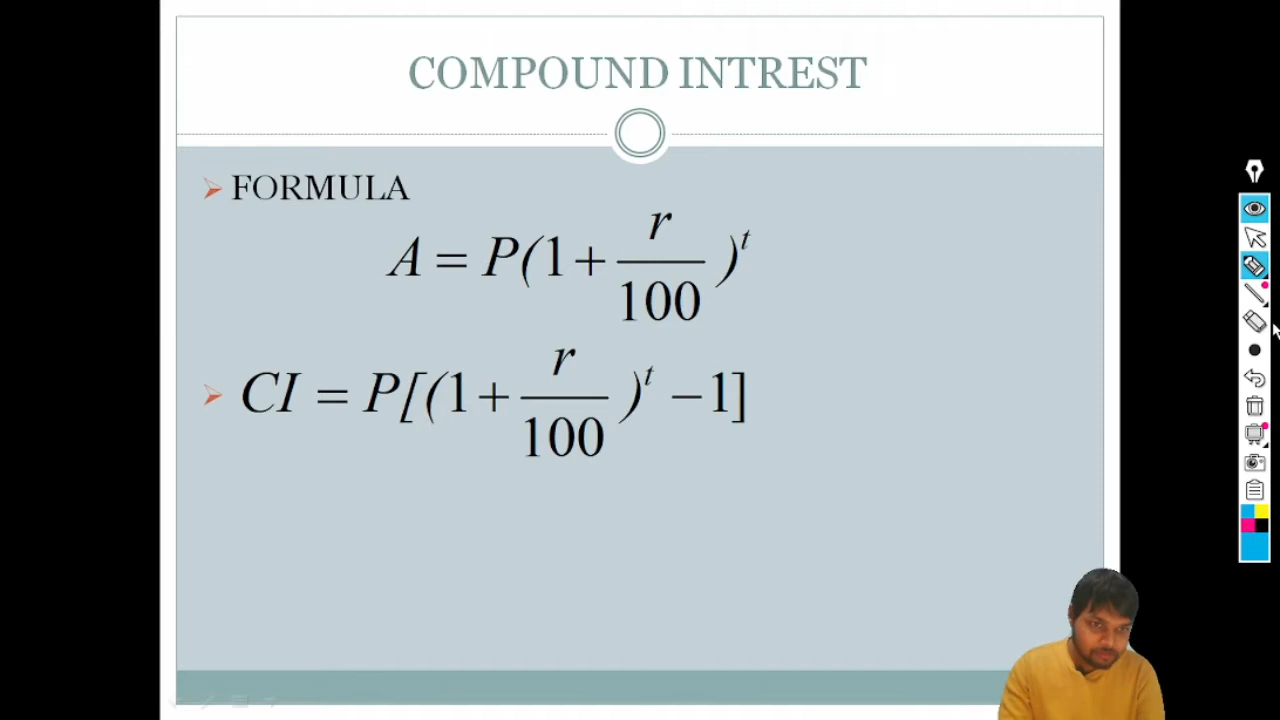 COMPOUND INTREST
FORMULA
A = P(1 + r/100)^t
CI = P[(1 + r/100)^t − 1]